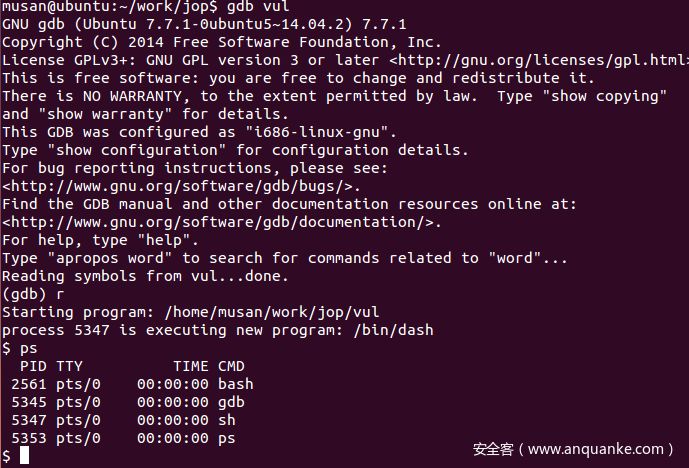 musan@ubuntu:~/work/jop$ gdb vul
GNU gdb (Ubuntu 7.7.1-0ubuntu5~14.04.2) 7.7.1
Copyright (C) 2014 Free Software Foundation, Inc.
License GPLv3+: GNU GPL version 3 or later <http://gnu.org/licenses/gpl.html>
This is free software: you are free to change and redistribute it.
There is NO WARRANTY, to the extent permitted by law.  Type "show copying"
and "show warranty" for details.
This GDB was configured as "i686-linux-gnu".
Type "show configuration" for configuration details.
For bug reporting instructions, please see:
<http://www.gnu.org/software/gdb/bugs/>.
Find the GDB manual and other documentation resources online at:
<http://www.gnu.org/software/gdb/documentation/>.
For help, type "help".
Type "apropos word" to search for commands related to "word"...
Reading symbols from vul...done.
(gdb) r
Starting program: /home/musan/work/jop/vul
process 5347 is executing new program: /bin/dash
$ ps
  PID TTY          TIME CMD
 2561 pts/0    00:00:00 bash
 5345 pts/0    00:00:00 gdb
 5347 pts/0    00:00:00 sh
 5353 pts/0    00:00:00 ps
$
安全客（www.anquanke.com）